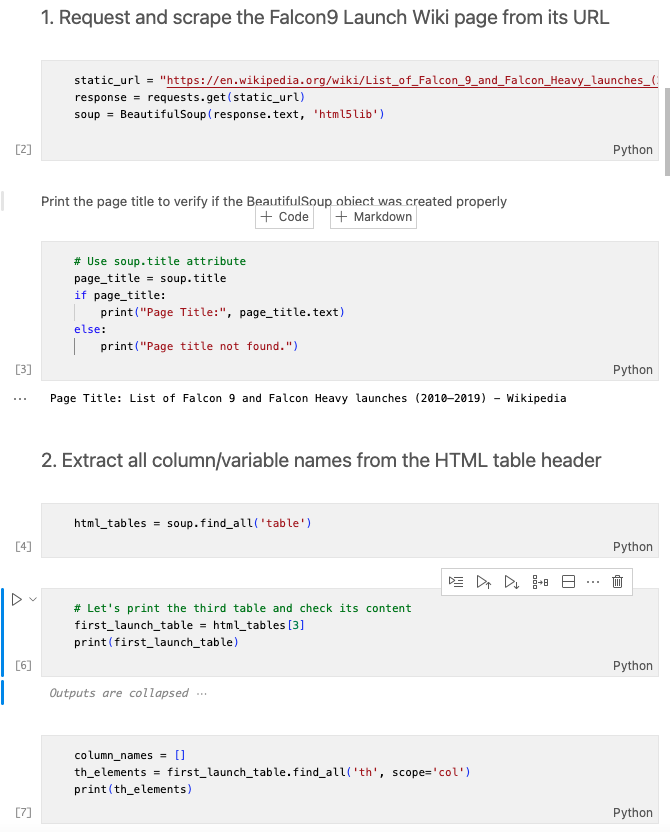 1. Request and scrape the Falcon9 Launch Wiki page from its URL
static_url = "https://en.wikipedia.org/wiki/List_of_Falcon_9_and_Falcon_Heavy_launches_(
response = requests.get(static_url)
soup = BeautifulSoup(response.text, 'html5lib')
[2]
Python
Print the page title to verify if the BeautifulSoup object was created properly
+ Code
+ Markdown
# Use soup.title attribute
page_title = soup.title
if page_title:
print("Page Title:", page_title.text)
else:
print("Page title not found.")
[3]
Python
... Page Title: List of Falcon 9 and Falcon Heavy launches (2010–2019) - Wikipedia
2. Extract all column/variable names from the HTML table header
html_tables = soup.find_all('table')
[4]
Python
# Let's print the third table and check its content
first_launch_table = html_tables[3]
print(first_launch_table)
[6]
Python
Outputs are collapsed ...
column_names = []
th_elements = first_launch_table.find_all('th', scope='col')
print(th_elements)
[7]
Python